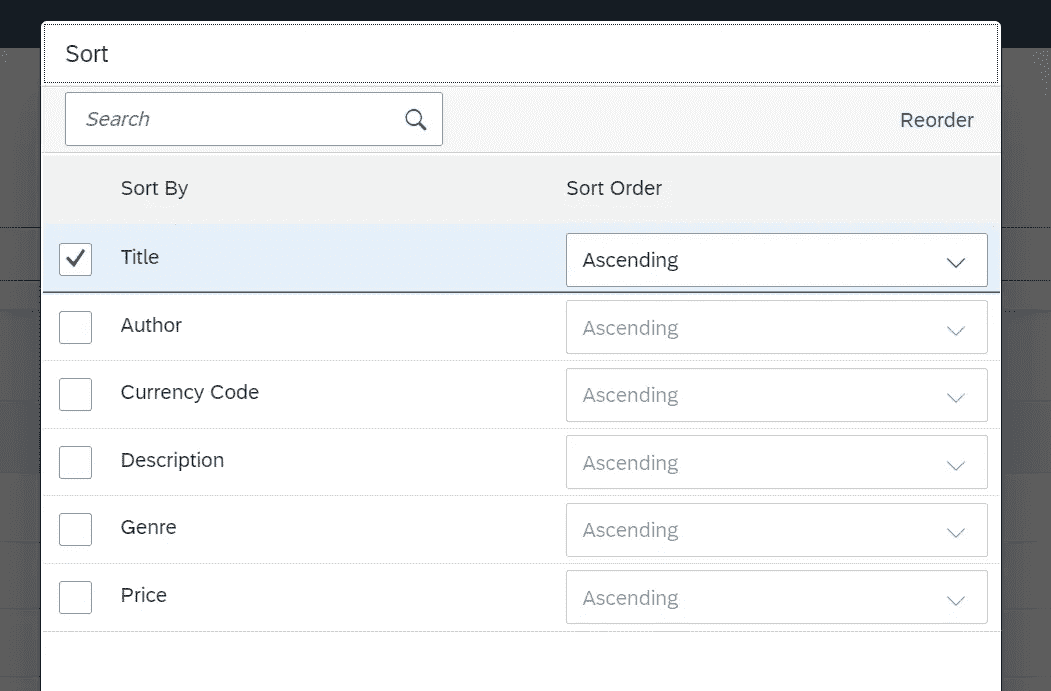 Sort
Search
Reorder
Sort By Sort Order
Title Ascending
Author Ascending
Currency Code Ascending
Description Ascending
Genre Ascending
Price Ascending